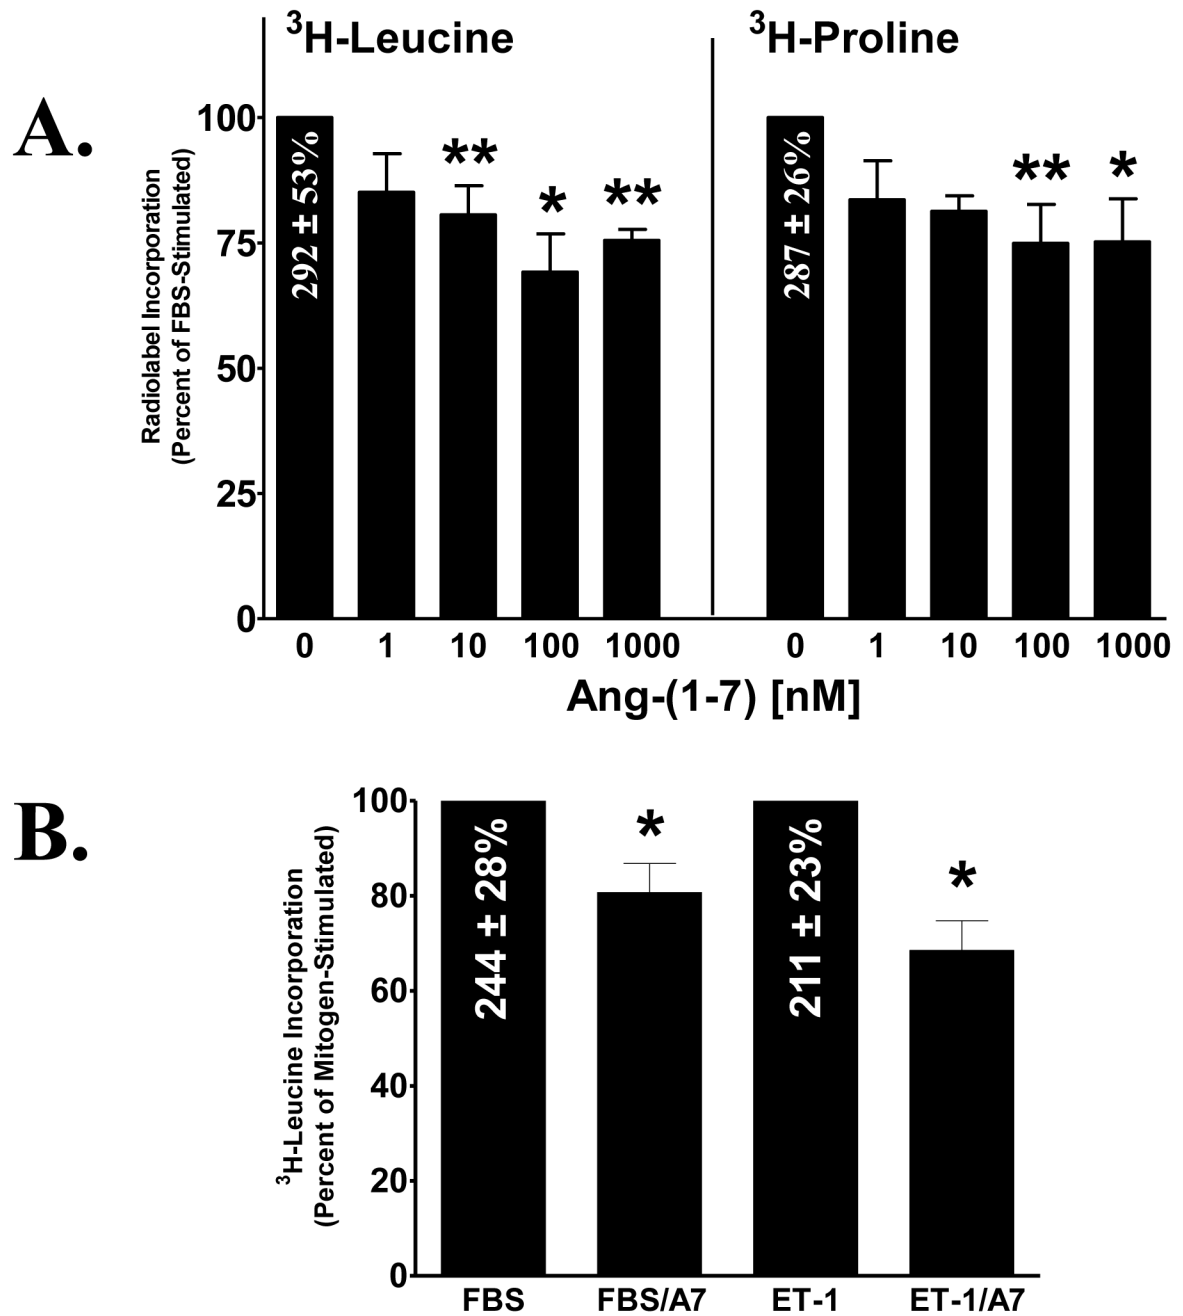 A.
³H-Leucine
³H-Proline
Radiolabel Incorporation
(Percent of FBS-Stimulated)
100
75
50
25
0
292 ± 53%
**
*
**
287 ± 26%
**
*
0 1 10 100 1000 0 1 10 100 1000
Ang-(1-7) [nM]
B.
³H-Leucine Incorporation
(Percent of Mitogen-Stimulated)
100
80
60
40
20
0
244 ± 28%
*
211 ± 23%
*
FBS FBS/A7 ET-1 ET-1/A7